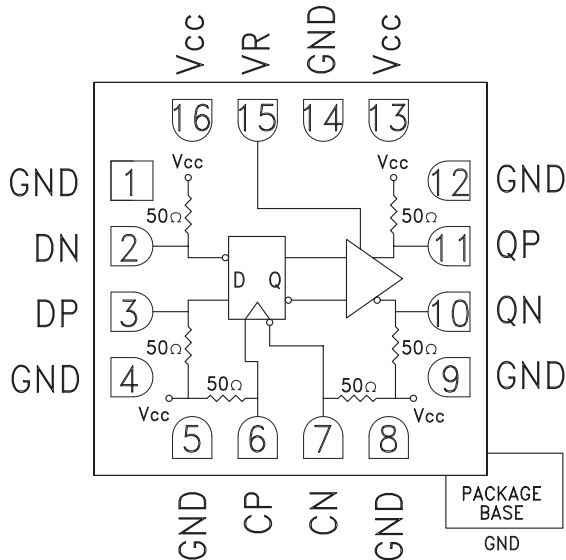 Vcc VR GND Vcc
16 15 14 13
Vcc Vcc
GND 1 12 GND
50Ω 50Ω
DN 2 11 QP
D Q
DP 3 10 QN
50Ω 50Ω
GND 4 9 GND
50Ω 50Ω
Vcc Vcc
5 6 7 8
GND CP CN GND
PACKAGE
BASE
GND